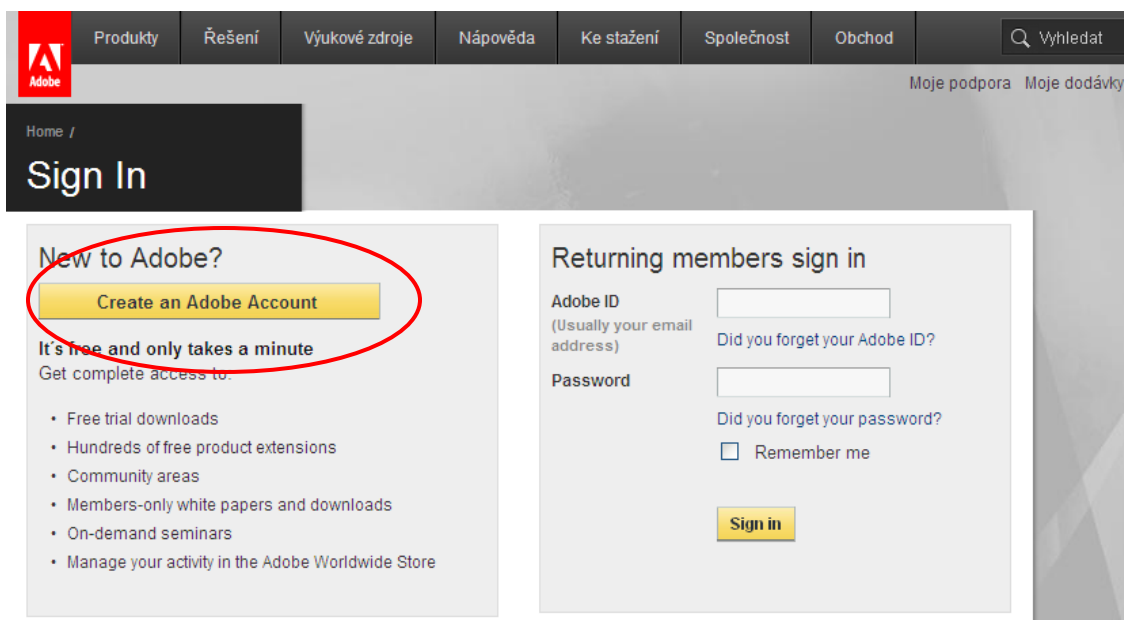 Adobe
Produkty Řešení Výukové zdroje Nápověda Ke stažení Společnost Obchod Vyhledat
Moje podpora Moje dodávky
Home /
Sign In
New to Adobe?
Create an Adobe Account
It´s free and only takes a minute
Get complete access to:
• Free trial downloads
• Hundreds of free product extensions
• Community areas
• Members-only white papers and downloads
• On-demand seminars
• Manage your activity in the Adobe Worldwide Store
Returning members sign in
Adobe ID
(Usually your email
address)
Did you forget your Adobe ID?
Password
Did you forget your password?
Remember me
Sign in